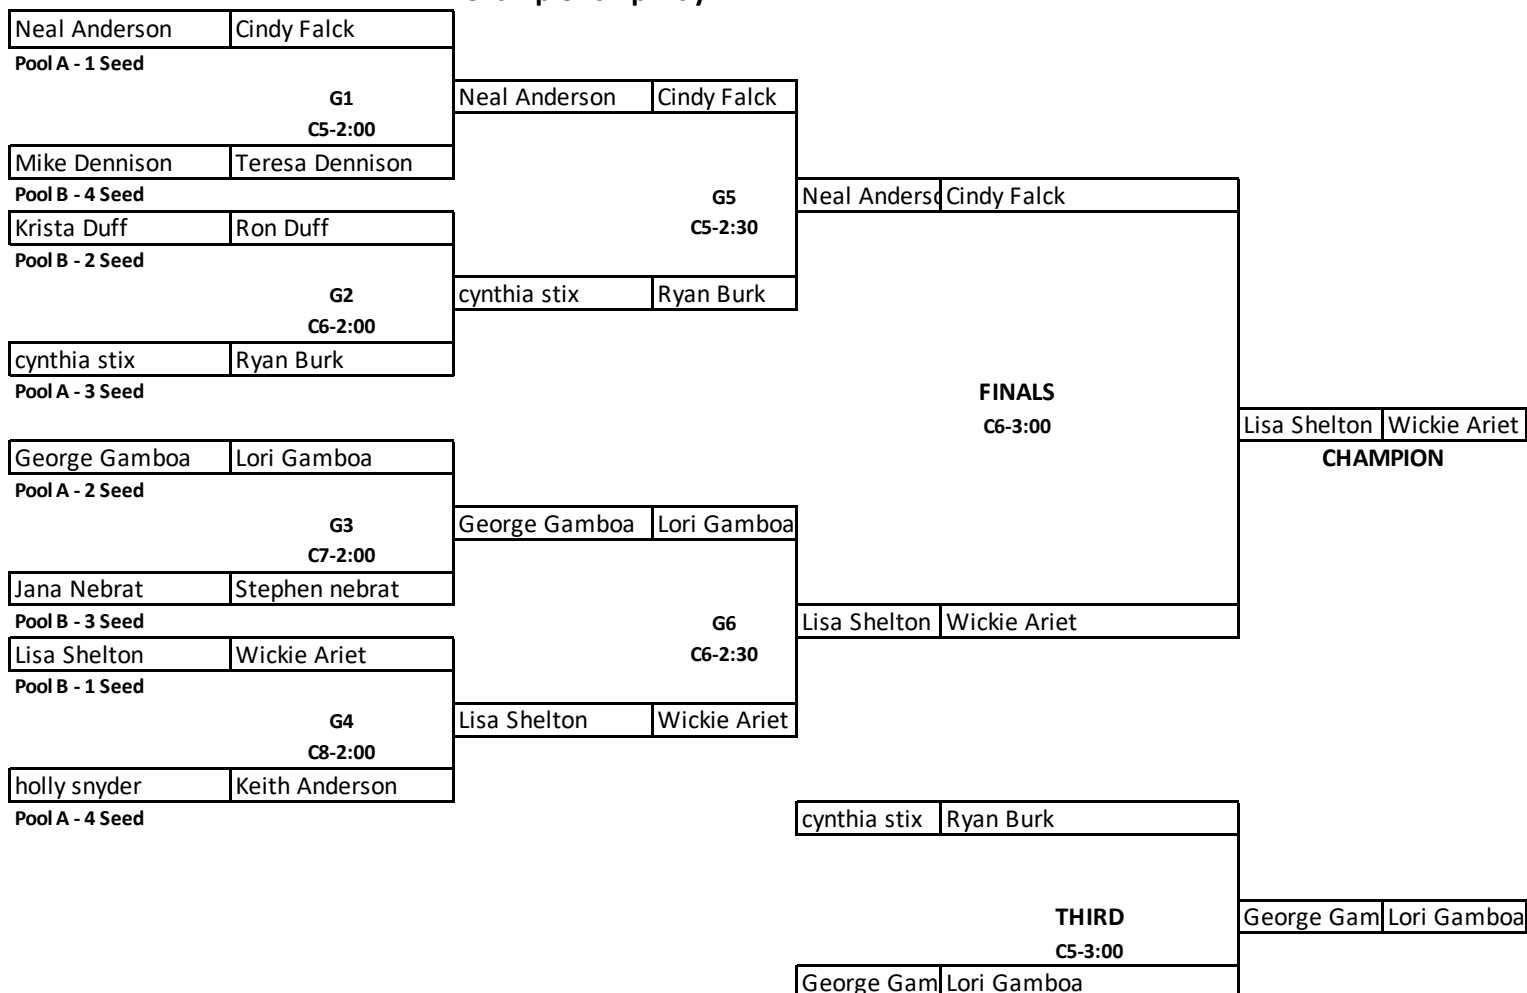 Neal Anderson Cindy Falck
Pool A - 1 Seed
G1
C5-2:00
Neal Anderson Cindy Falck
Mike Dennison Teresa Dennison
Pool B - 4 Seed
Krista Duff Ron Duff
Pool B - 2 Seed
G5
C5-2:30
Neal Anderso Cindy Falck
G2
C6-2:00
cynthia stix Ryan Burk
cynthia stix Ryan Burk
Pool A - 3 Seed
FINALS
C6-3:00
Lisa Shelton Wickie Ariet
CHAMPION
George Gamboa Lori Gamboa
Pool A - 2 Seed
G3
C7-2:00
George Gamboa Lori Gamboa
Jana Nebrat Stephen nebrat
Pool B - 3 Seed
Lisa Shelton Wickie Ariet
Pool B - 1 Seed
G6
C6-2:30
Lisa Shelton Wickie Ariet
G4
C8-2:00
Lisa Shelton Wickie Ariet
holly snyder Keith Anderson
Pool A - 4 Seed
cynthia stix Ryan Burk
THIRD
C5-3:00
George Gam Lori Gamboa
George Gam Lori Gamboa